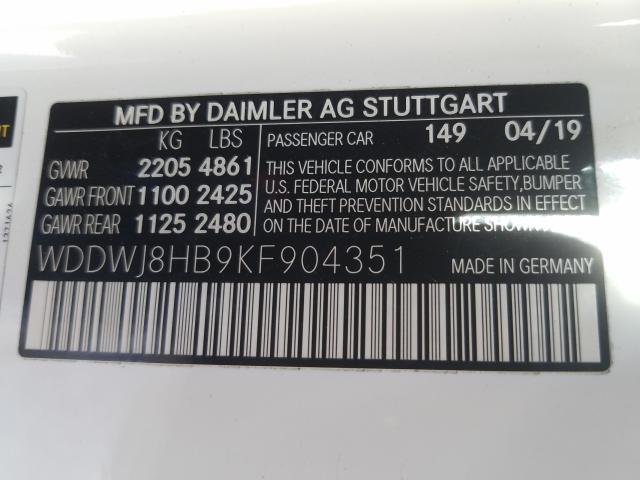 MFD BY DAIMLER AG STUTTGART
KG LBS
GVWR 2205 4861
GAWR FRONT 1100 2425
GAWR REAR 1125 2480
PASSENGER CAR 149 04/19
THIS VEHICLE CONFORMS TO ALL APPLICABLE
U.S. FEDERAL MOTOR VEHICLE SAFETY, BUMPER
AND THEFT PREVENTION STANDARDS IN EFFECT
ON THE DATE OF MANUFACTURE
WDDWJ8HB9KF904351
MADE IN GERMANY